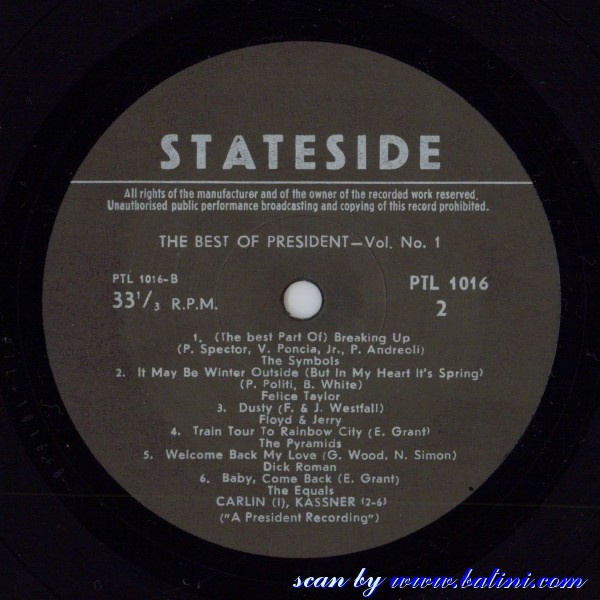 STATESIDE
All rights of the manufacturer and of the owner of the recorded work reserved.
Unauthorised public performance broadcasting and copying of this record prohibited.
THE BEST OF PRESIDENT—Vol. No. 1
PTL 1016-B
33 1/3 R.P.M.
PTL 1016
2
1. (The best Part Of) Breaking Up
(P. Spector, V. Poncia, Jr., P. Andreoli)
The Symbols
2. It May Be Winter Outside (But In My Heart It's Spring)
(P. Politi, B. White)
Felice Taylor
3. Dusty (F. & J. Westfall)
Floyd & Jerry
4. Train Tour To Rainbow City (E. Grant)
The Pyramids
5. Welcome Back My Love (G. Wood, N. Simon)
Dick Roman
6. Baby, Come Back (E. Grant)
The Equals
CARLIN (I), KASSNER (2-6)
("A President Recording")
scan by www.batini.com